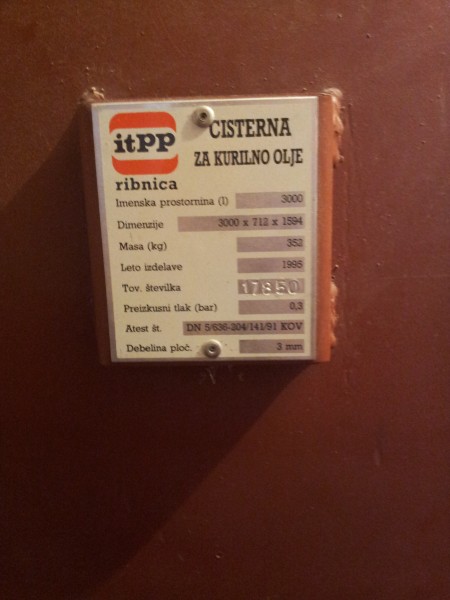 itPP
ribnica
CISTERNA
ZA KURILNO OLJE
Imenska prostornina (l) 3000
Dimenzije 3000 x 712 x 1594
Masa (kg) 352
Leto izdelave 1995
Tov. številka 17850
Preizkusni tlak (bar) 0,3
Atest št. DN 5/636-204/141/91 KOV
Debelina ploč. 3 mm